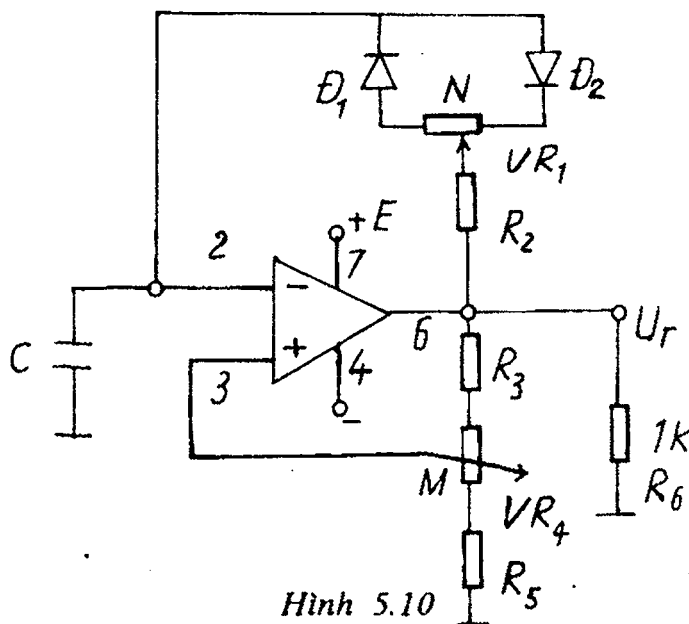 Đ₁
N
Đ₂
VR₁
R₂
+E
2
7
−
+
6
Uᵣ
C
3
4
−
R₃
1K
M
VR₄
R₆
R₅
Hình 5.10